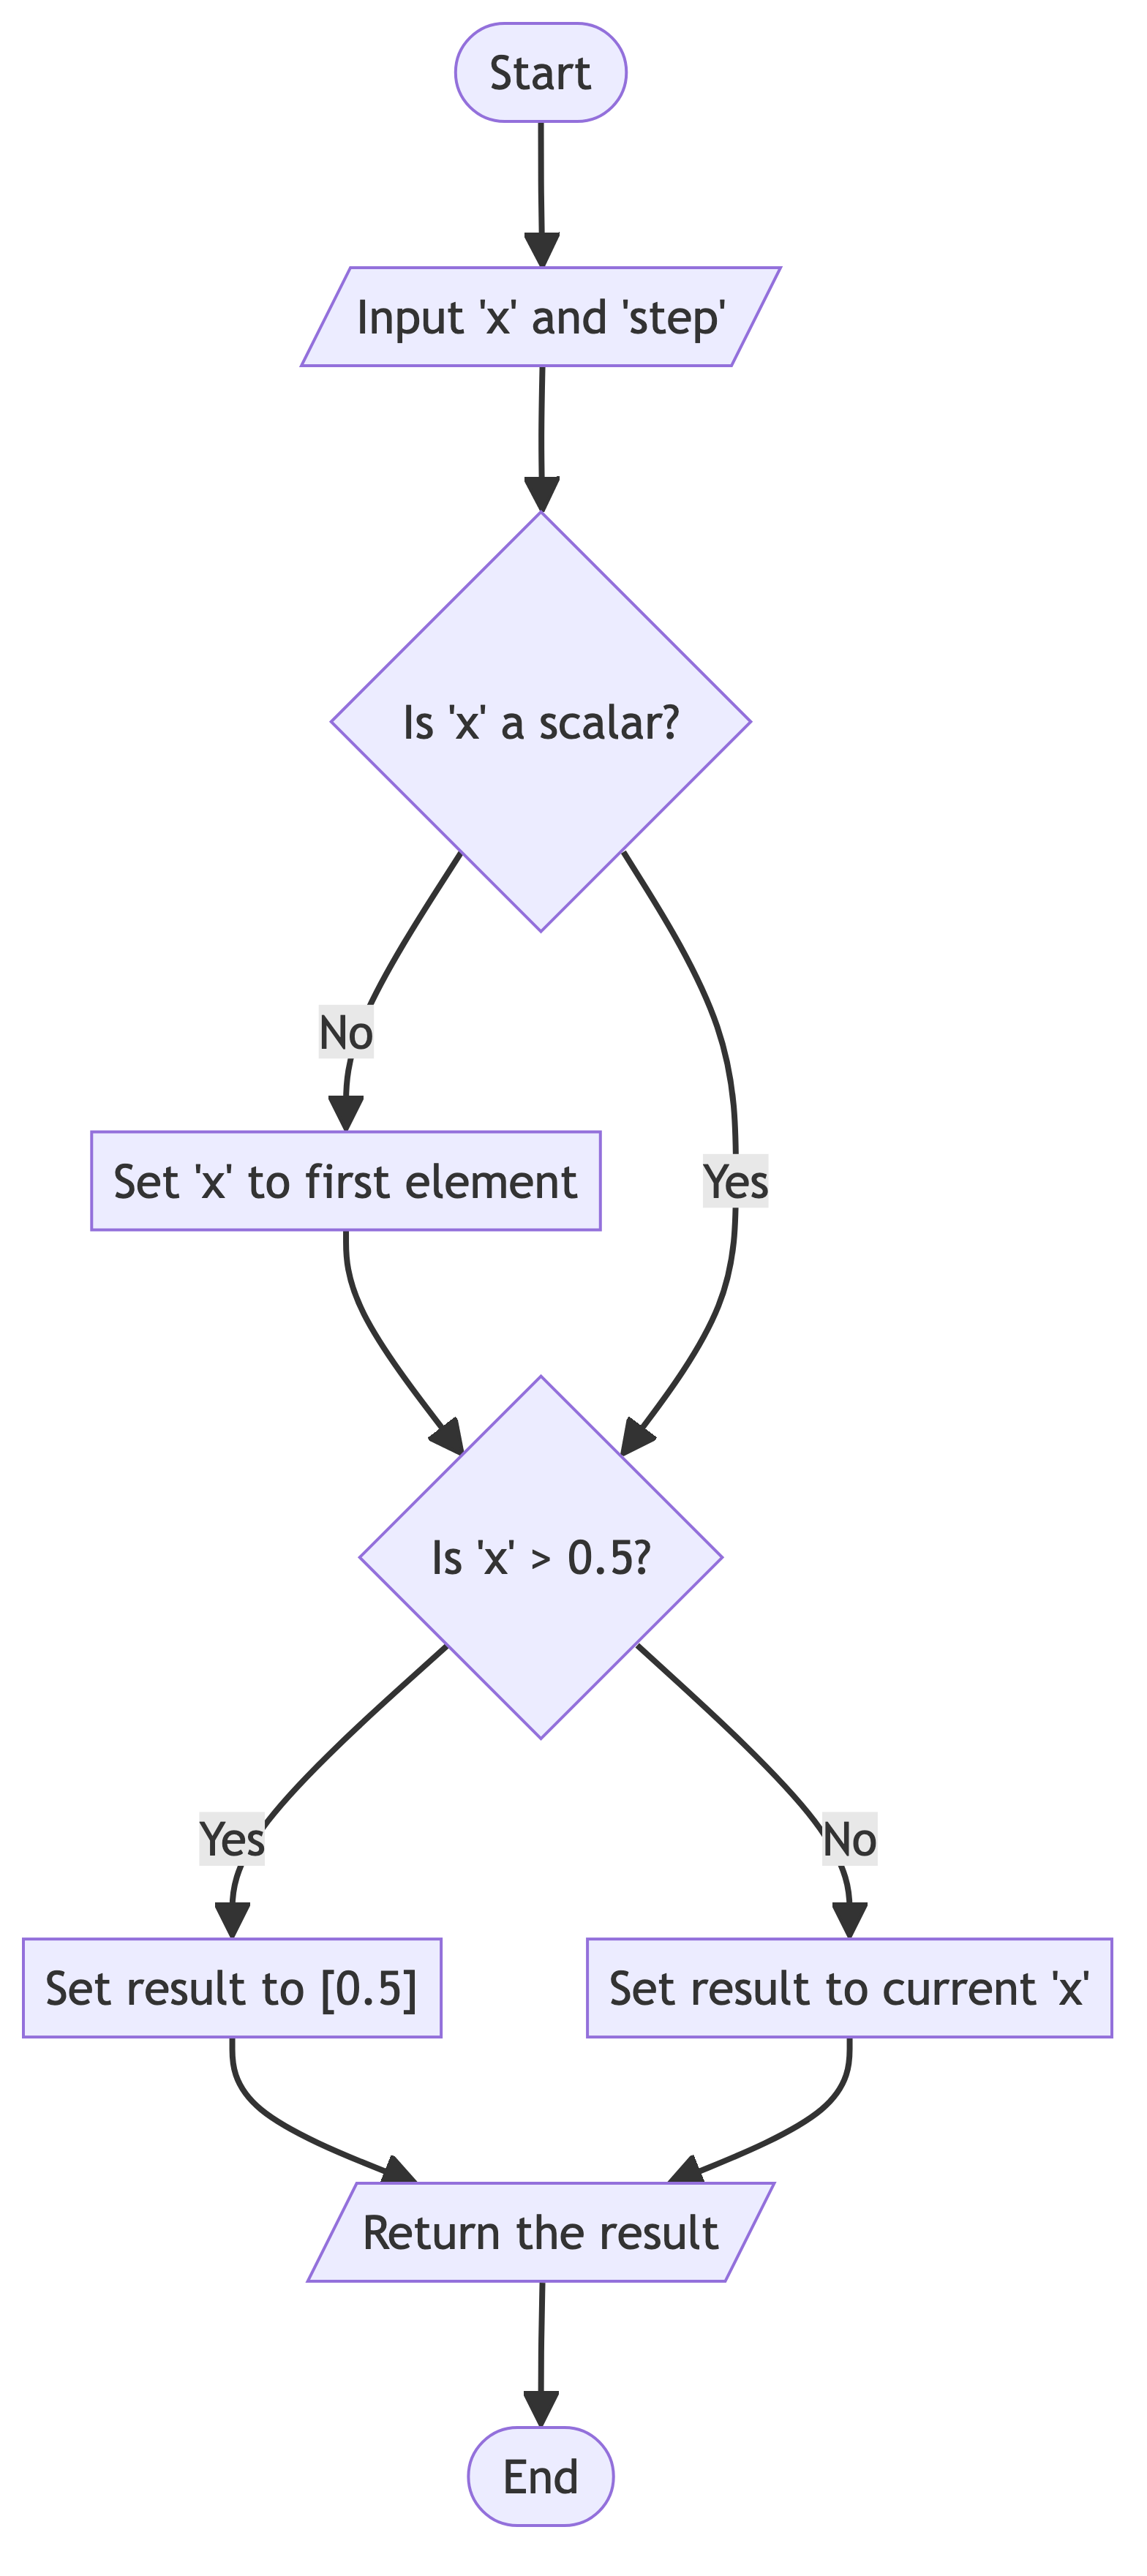 Start
Input 'x' and 'step'
Is 'x' a scalar?
No
Set 'x' to first element
Yes
Is 'x' > 0.5?
Yes
No
Set result to [0.5]
Set result to current 'x'
Return the result
End